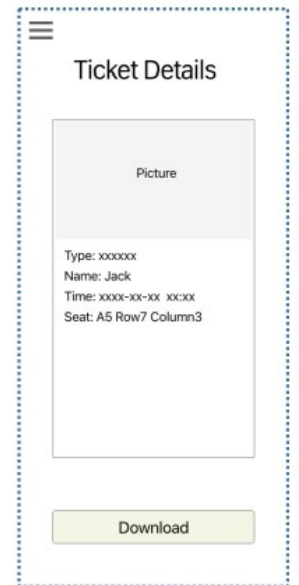 Ticket Details
Picture
Type: xxxxxx
Name: Jack
Time: xxxx-xx-xx xx:xx
Seat: A5 Row7 Column3
Download